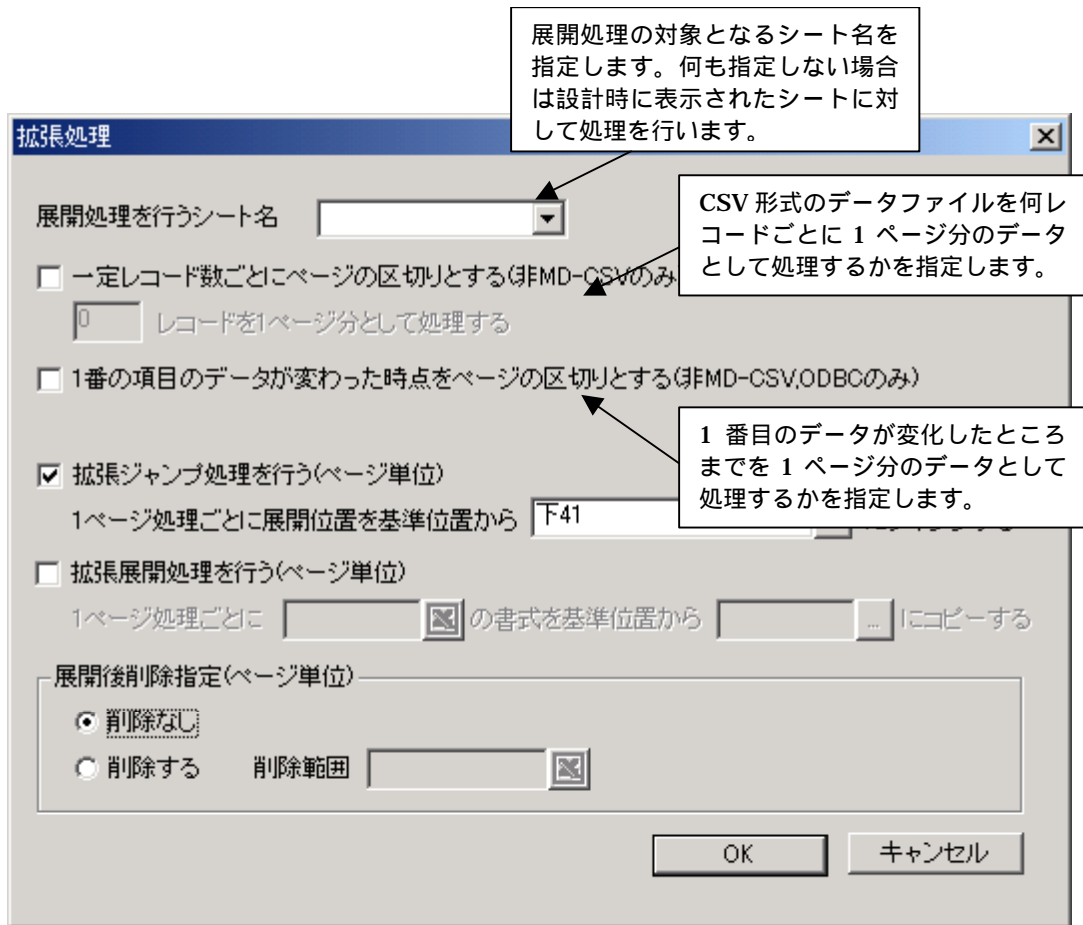 展開処理の対象となるシート名を
指定します。何も指定しない場合
は設計時に表示されたシートに対
して処理を行います。
拡張処理
展開処理を行うシート名
CSV 形式のデータファイルを何レ
コードごとに 1 ページ分のデータ
として処理するかを指定します。
一定レコード数ごとにページの区切りとする(非MD-CSVのみ
0 レコードを1ページ分として処理する
1番の項目のデータが変わった時点をページの区切りとする(非MD-CSV,ODBCのみ)
1 番目のデータが変化したところ
までを 1 ページ分のデータとして
処理するかを指定します。
拡張ジャンプ処理を行う(ページ単位)
1ページ処理ごとに展開位置を基準位置から 下41
拡張展開処理を行う(ページ単位)
1ページ処理ごとに の書式を基準位置から ... にコピーする
展開後削除指定(ページ単位)
削除なし
削除する 削除範囲
OK キャンセル